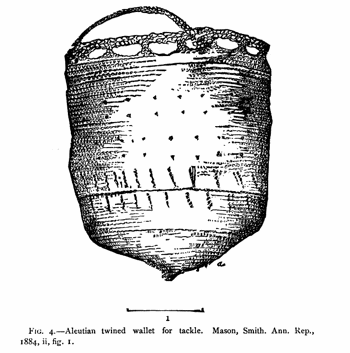 1
FIG. 4.—Aleutian twined wallet for tackle. Mason, Smith. Ann. Rep.,
1884, ii, fig. 1.